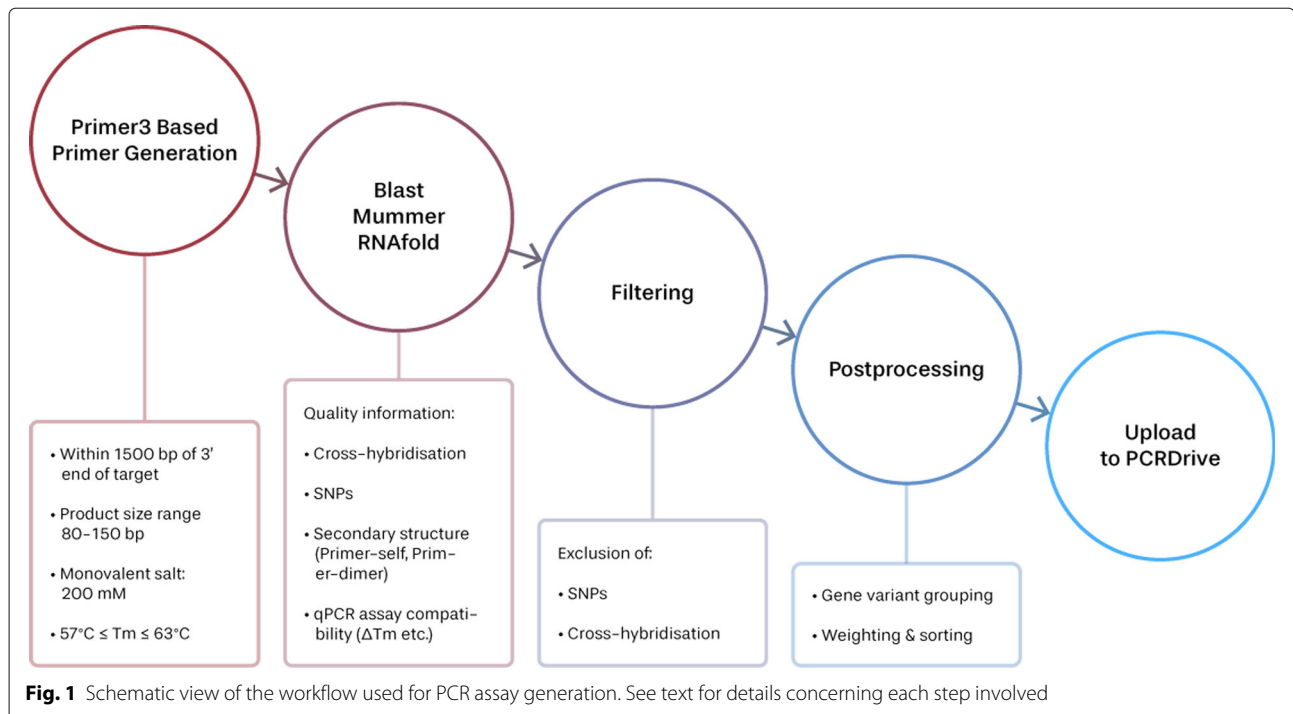 Primer3 Based
Primer Generation
Blast
Mummer
RNAfold
Filtering
Postprocessing
Upload
to PCRDrive
• Within 1500 bp of 3'
end of target
• Product size range
80–150 bp
• Monovalent salt:
200 mM
• 57°C ≤ Tm ≤ 63°C
Quality information:
• Cross-hybridisation
• SNPs
• Secondary structure
(Primer-self, Prim-
er-dimer)
• qPCR assay compati-
bility (ΔTm etc.)
Exclusion of:
• SNPs
• Cross-hybridisation
• Gene variant grouping
• Weighting & sorting
Fig. 1 Schematic view of the workflow used for PCR assay generation. See text for details concerning each step involved